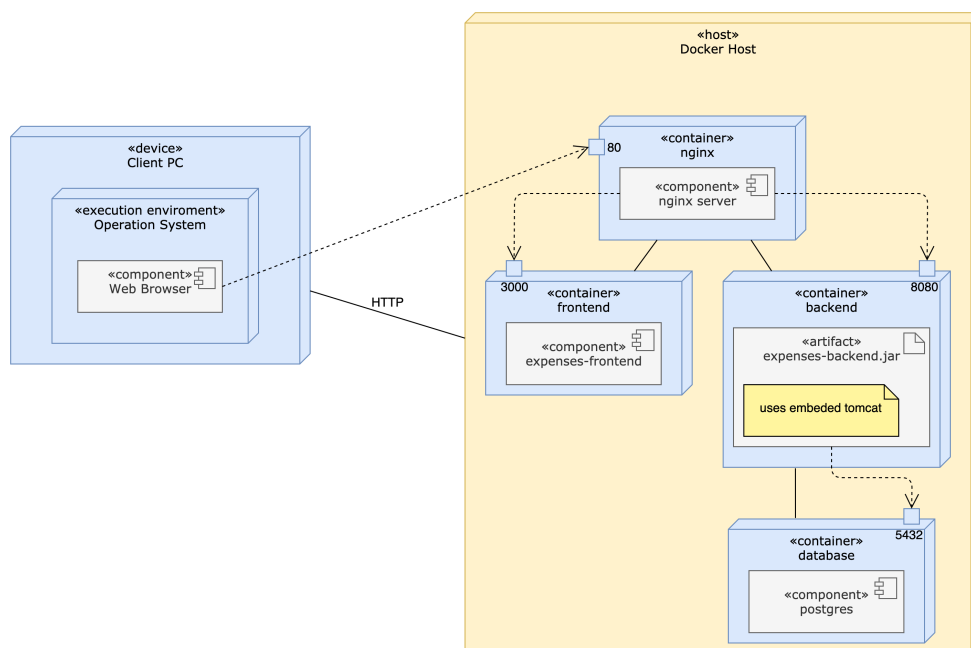 «host»
Docker Host
«device»
Client PC
«execution enviroment»
Operation System
«component»
Web Browser
HTTP
80
«container»
nginx
«component»
nginx server
3000
«container»
frontend
«component»
expenses-frontend
8080
«container»
backend
«artifact»
expenses-backend.jar
uses embeded tomcat
5432
«container»
database
«component»
postgres